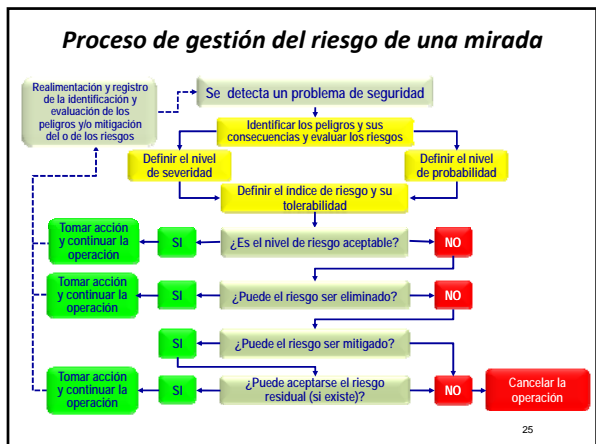 Proceso de gestión del riesgo de una mirada
Realimentación y registro
de la identificación y
evaluación de los
peligros y/o mitigación
del o de los riesgos
Se detecta un problema de seguridad
Identificar los peligros y sus
consecuencias y evaluar los riesgos
Definir el nivel
de severidad
Definir el nivel
de probabilidad
Definir el índice de riesgo y su
tolerabilidad
Tomar acción
y continuar la
operación
SI
¿Es el nivel de riesgo aceptable?
NO
Tomar acción
y continuar la
operación
SI
¿Puede el riesgo ser eliminado?
NO
SI
¿Puede el riesgo ser mitigado?
Tomar acción
y continuar la
operación
SI
¿Puede aceptarse el riesgo
residual (si existe)?
NO
Cancelar la
operación
25